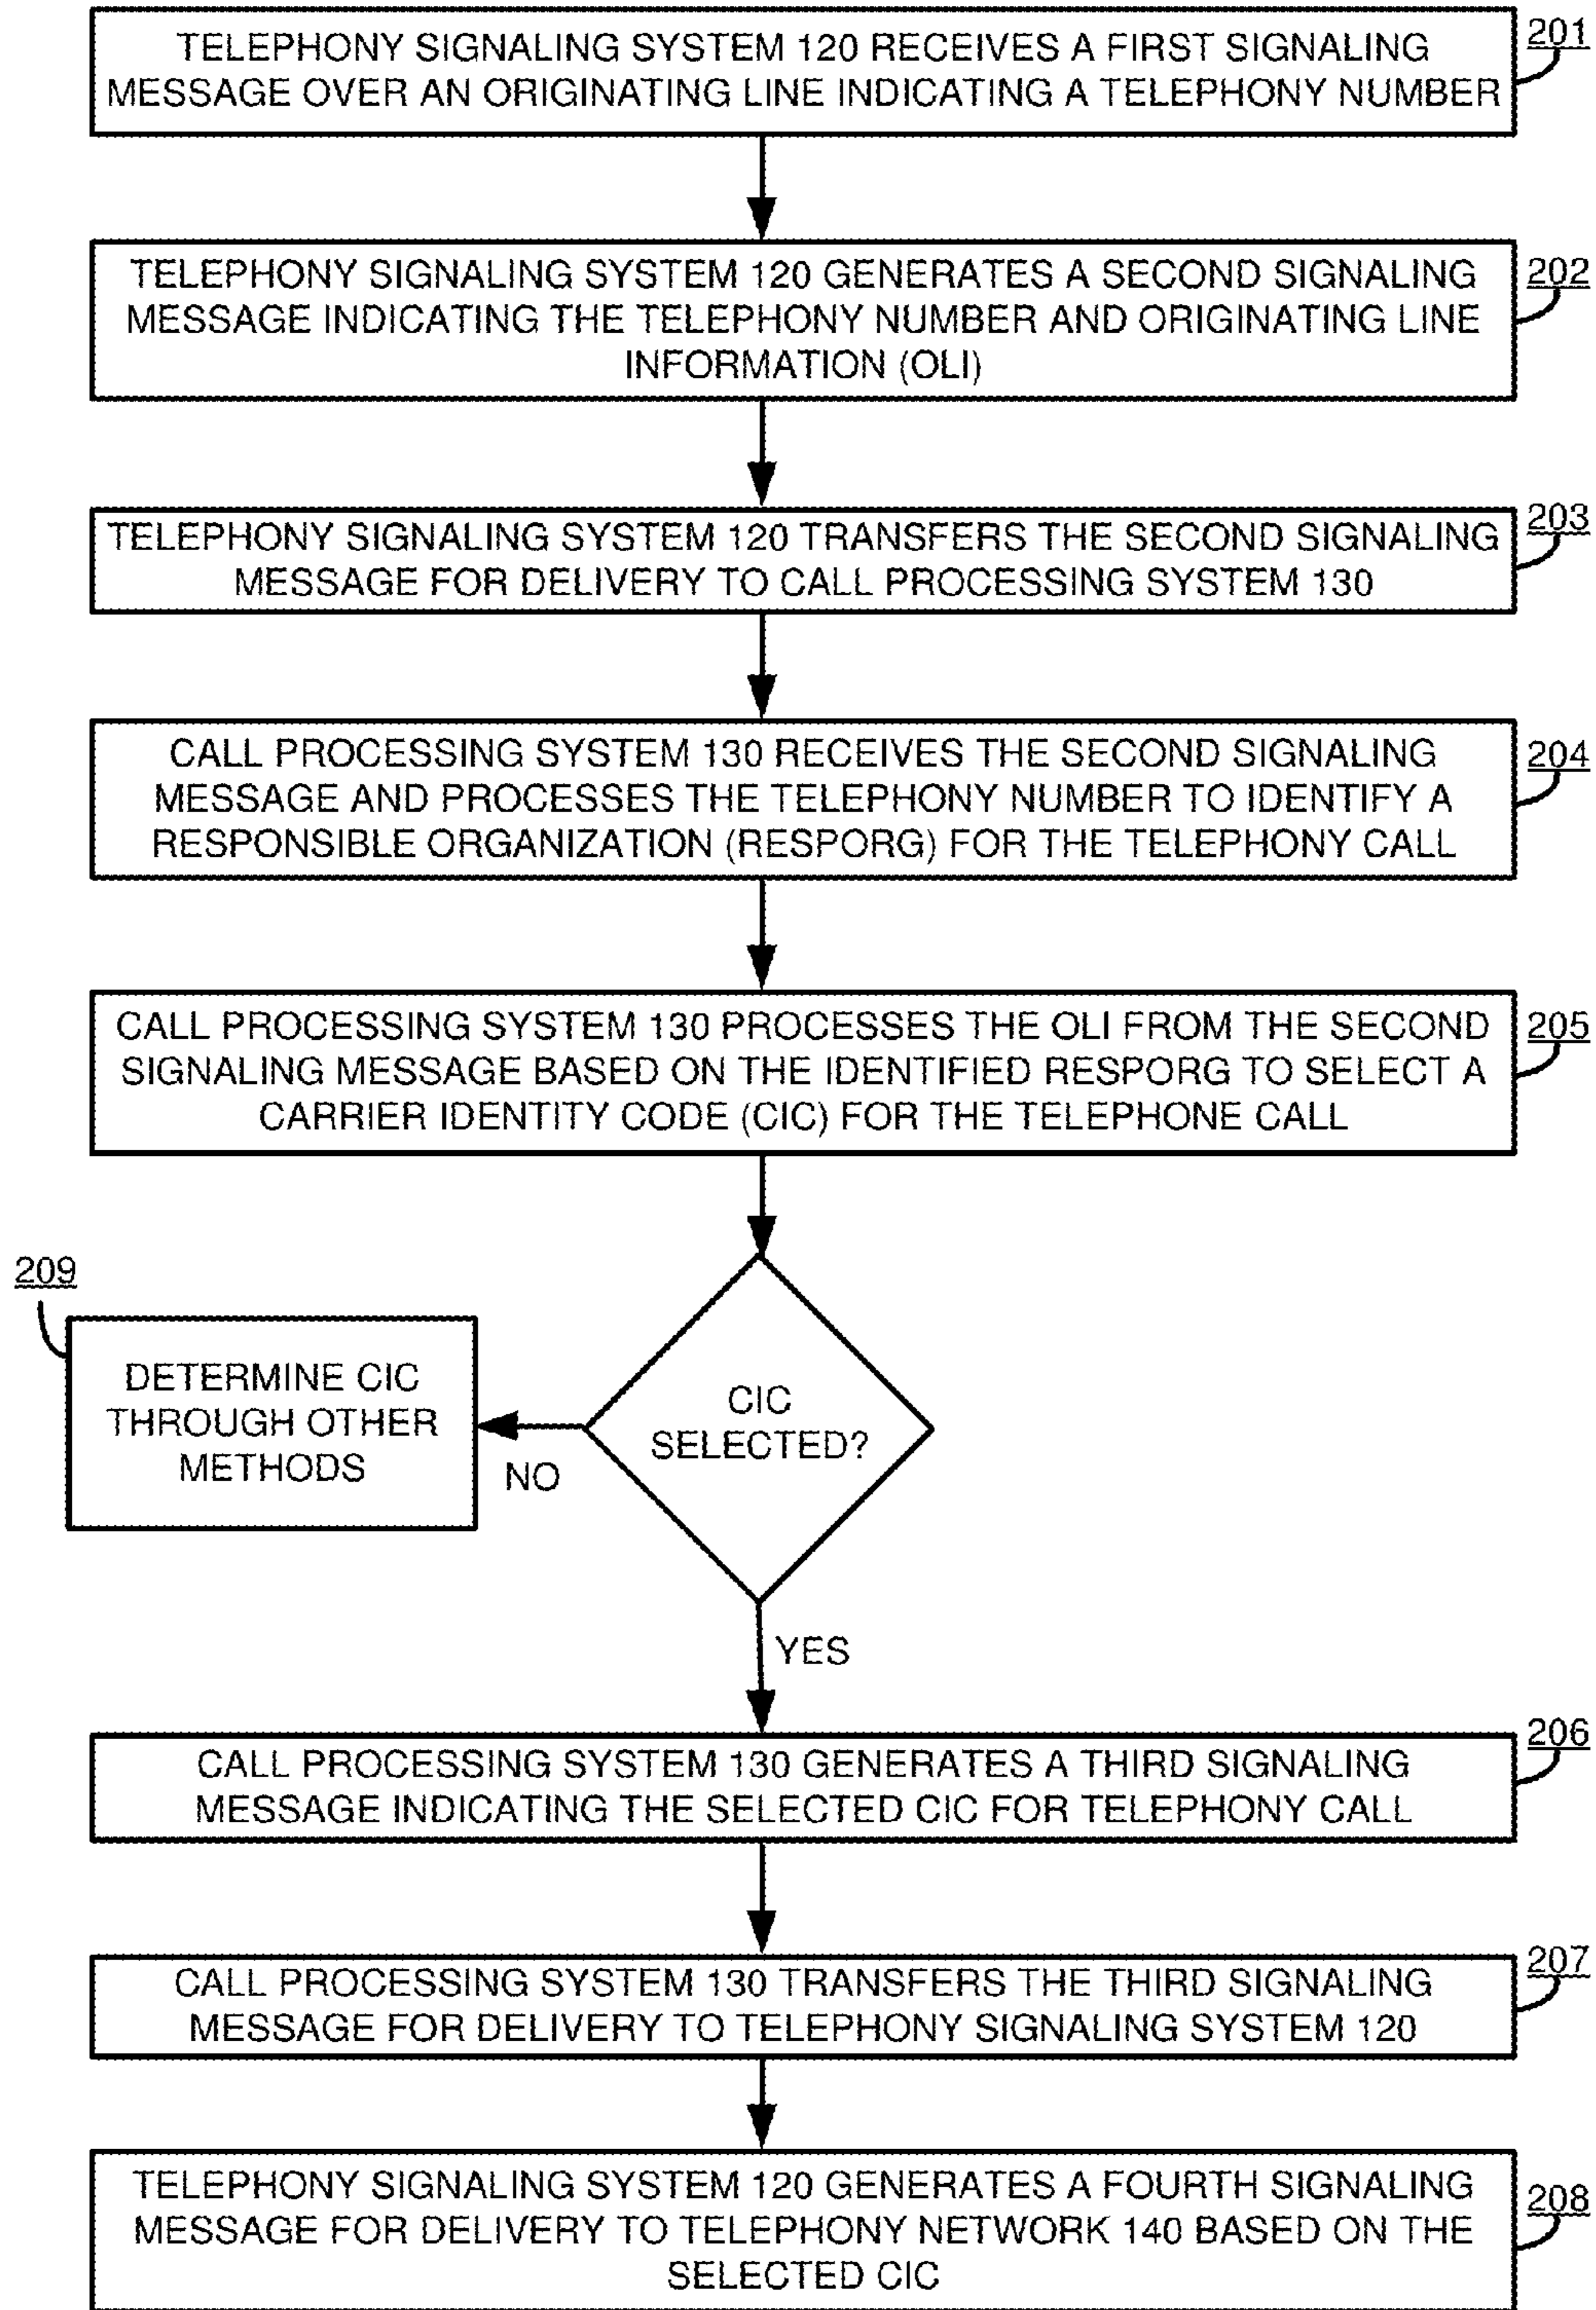 TELEPHONY SIGNALING SYSTEM 120 RECEIVES A FIRST SIGNALING
MESSAGE OVER AN ORIGINATING LINE INDICATING A TELEPHONY NUMBER
201
TELEPHONY SIGNALING SYSTEM 120 GENERATES A SECOND SIGNALING
MESSAGE INDICATING THE TELEPHONY NUMBER AND ORIGINATING LINE
INFORMATION (OLI)
202
TELEPHONY SIGNALING SYSTEM 120 TRANSFERS THE SECOND SIGNALING
MESSAGE FOR DELIVERY TO CALL PROCESSING SYSTEM 130
203
CALL PROCESSING SYSTEM 130 RECEIVES THE SECOND SIGNALING
MESSAGE AND PROCESSES THE TELEPHONY NUMBER TO IDENTIFY A
RESPONSIBLE ORGANIZATION (RESPORG) FOR THE TELEPHONY CALL
204
CALL PROCESSING SYSTEM 130 PROCESSES THE OLI FROM THE SECOND
SIGNALING MESSAGE BASED ON THE IDENTIFIED RESPORG TO SELECT A
CARRIER IDENTITY CODE (CIC) FOR THE TELEPHONE CALL
205
209
DETERMINE CIC
THROUGH OTHER
METHODS
NO
CIC
SELECTED?
YES
CALL PROCESSING SYSTEM 130 GENERATES A THIRD SIGNALING
MESSAGE INDICATING THE SELECTED CIC FOR TELEPHONY CALL
206
CALL PROCESSING SYSTEM 130 TRANSFERS THE THIRD SIGNALING
MESSAGE FOR DELIVERY TO TELEPHONY SIGNALING SYSTEM 120
207
TELEPHONY SIGNALING SYSTEM 120 GENERATES A FOURTH SIGNALING
MESSAGE FOR DELIVERY TO TELEPHONY NETWORK 140 BASED ON THE
SELECTED CIC
208